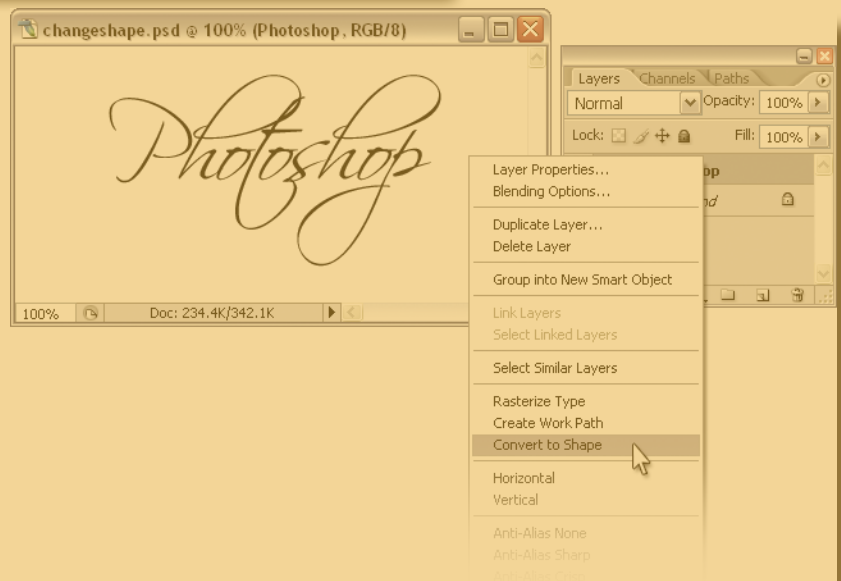 changeshape.psd @ 100% (Photoshop, RGB/8)
Photoshop
100%
Doc: 234.4K/342.1K
Layers
Channels
Paths
Normal
Opacity:
100%
Lock:
Fill:
100%
op
nd
Layer Properties...
Blending Options...
Duplicate Layer...
Delete Layer
Group into New Smart Object
Link Layers
Select Linked Layers
Select Similar Layers
Rasterize Type
Create Work Path
Convert to Shape
Horizontal
Vertical
Anti-Alias None
Anti-Alias Sharp